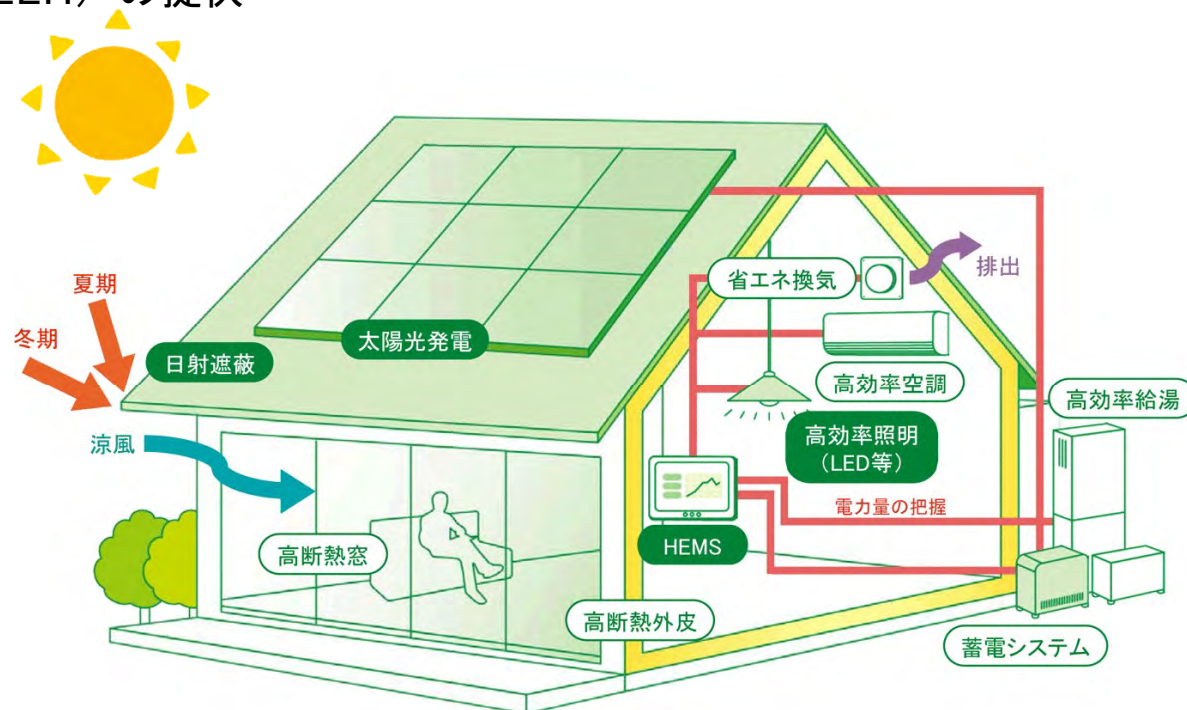 の提供
夏期
冬期
日射遮蔽
太陽光発電
涼風
高断熱窓
省エネ換気
排出
高効率空調
高効率給湯
高効率照明
(LED等)
電力量の把握
HEMS
高断熱外皮
蓄電システム